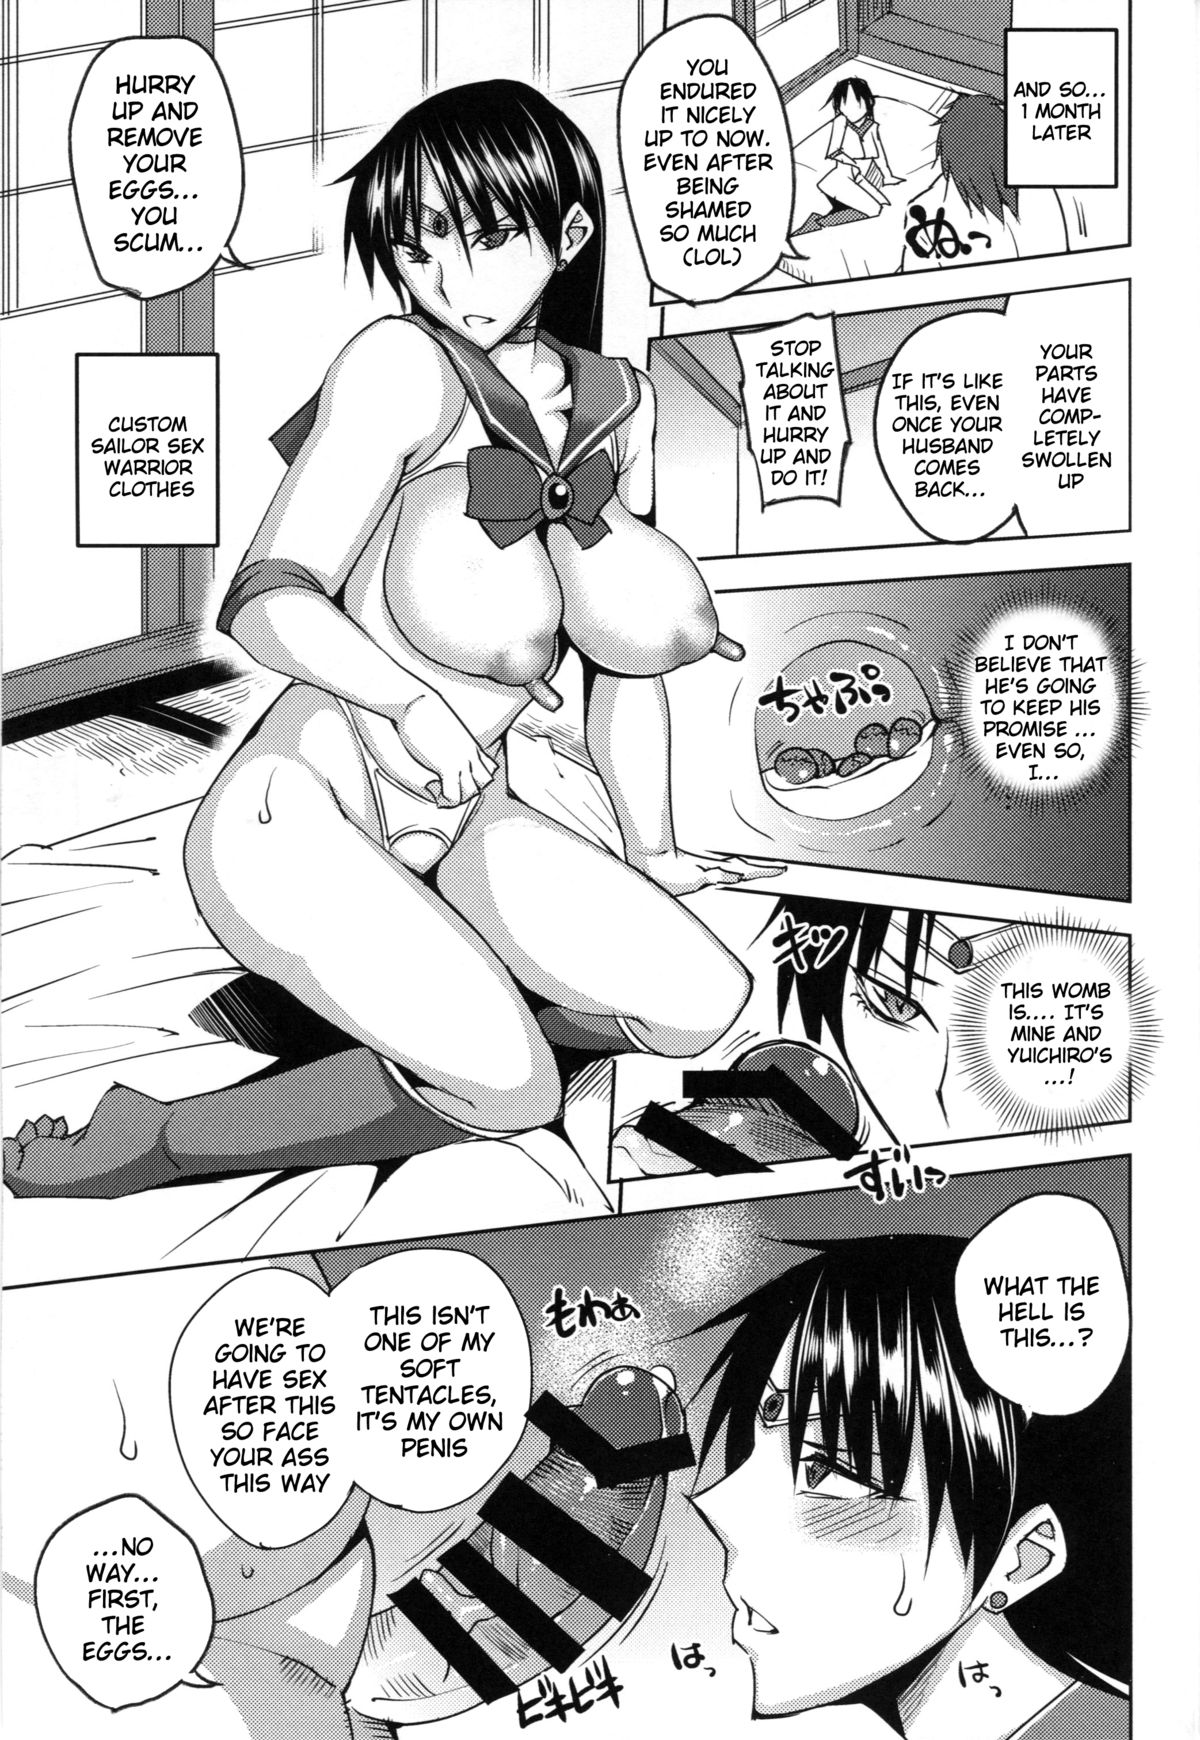 AND SO...
1 MONTH
LATER
ぬっ
YOU
ENDURED
IT NICELY
UP TO NOW.
EVEN AFTER
BEING
SHAMED
SO MUCH
(LOL)
HURRY
UP AND
REMOVE
YOUR
EGGS...
YOU
SCUM...
CUSTOM
SAILOR SEX
WARRIOR
CLOTHES
YOUR
PARTS
HAVE
COMP-
LETELY
SWOLLEN
UP
IF IT'S LIKE
THIS, EVEN
ONCE YOUR
HUSBAND
COMES
BACK...
STOP
TALKING
ABOUT
IT AND
HURRY
UP AND
DO IT!
I DON'T
BELIEVE THAT
HE'S GOING
TO KEEP HIS
PROMISE ...
EVEN SO,
I...
ちゃぷっ
THIS WOMB
IS.... IT'S
MINE AND
YUICHIRO'S
...!
キッ
ずいっ
WHAT THE
HELL IS
THIS...?
もわぁ
THIS ISN'T
ONE OF MY
SOFT
TENTACLES,
IT'S MY OWN
PENIS
WE'RE
GOING TO
HAVE SEX
AFTER THIS
SO FACE
YOUR ASS
THIS WAY
はっ
はっ
ビキビキ
...NO
WAY...
FIRST,
THE
EGGS...